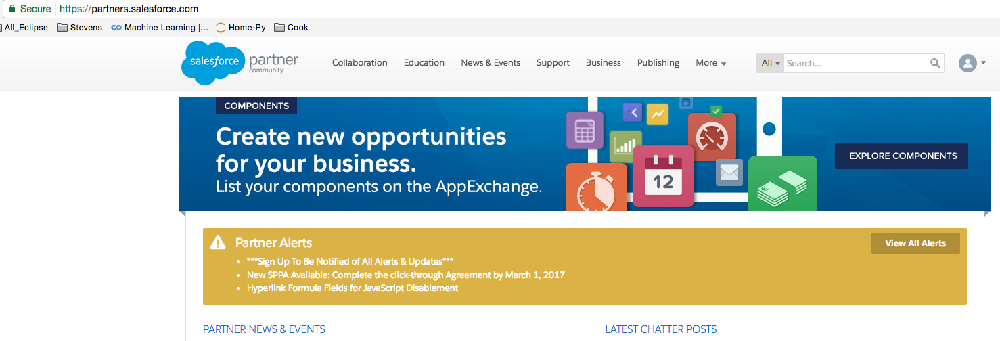 Secure https://partners.salesforce.com
All_Eclipse Stevens Machine Learning |... Home-Py Cook
salesforce partner community
Collaboration Education News & Events Support Business Publishing More All Search...
COMPONENTS
Create new opportunities
for your business.
List your components on the AppExchange.
12
EXPLORE COMPONENTS
Partner Alerts
View All Alerts
***Sign Up To Be Notified of All Alerts & Updates***
New SPPA Available: Complete the click-through Agreement by March 1, 2017
Hyperlink Formula Fields for JavaScript Disablement
PARTNER NEWS & EVENTS
LATEST CHATTER POSTS